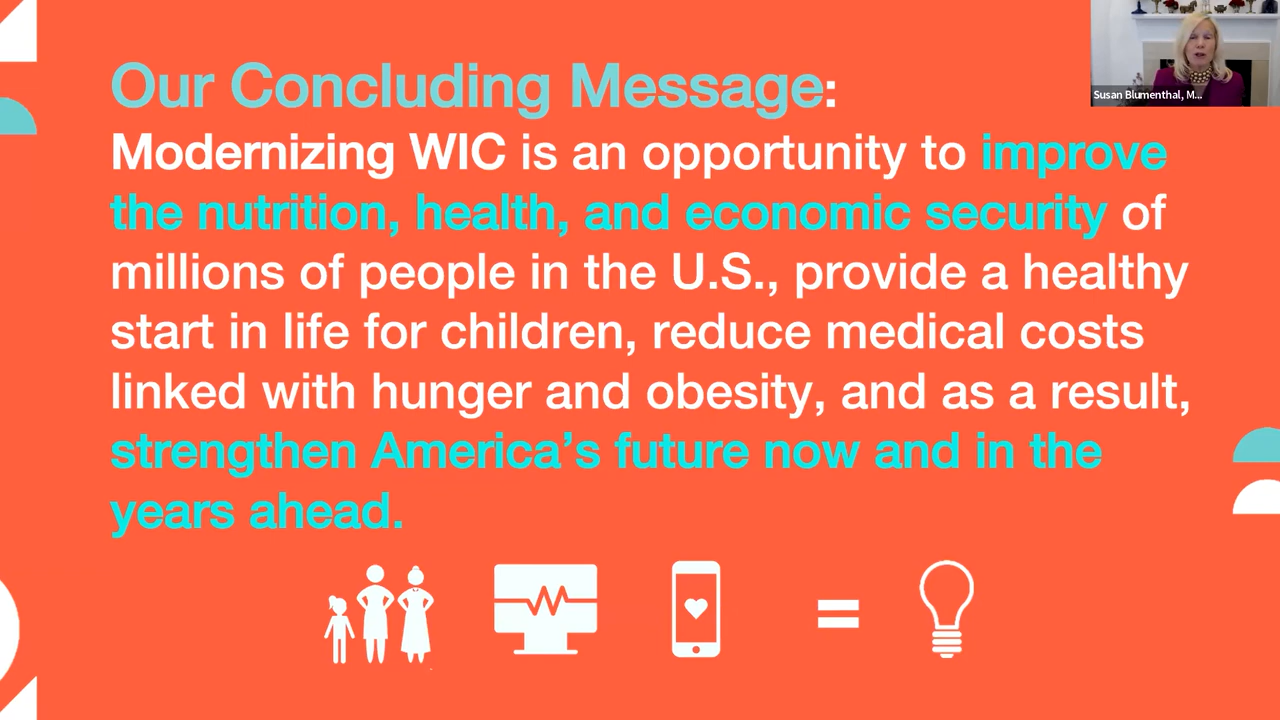 Our Concluding Message:
Modernizing WIC is an opportunity to improve
the nutrition, health, and economic security of
millions of people in the U.S., provide a healthy
start in life for children, reduce medical costs
linked with hunger and obesity, and as a result,
strengthen America’s future now and in the
years ahead.
Susan Blumenthal, M...